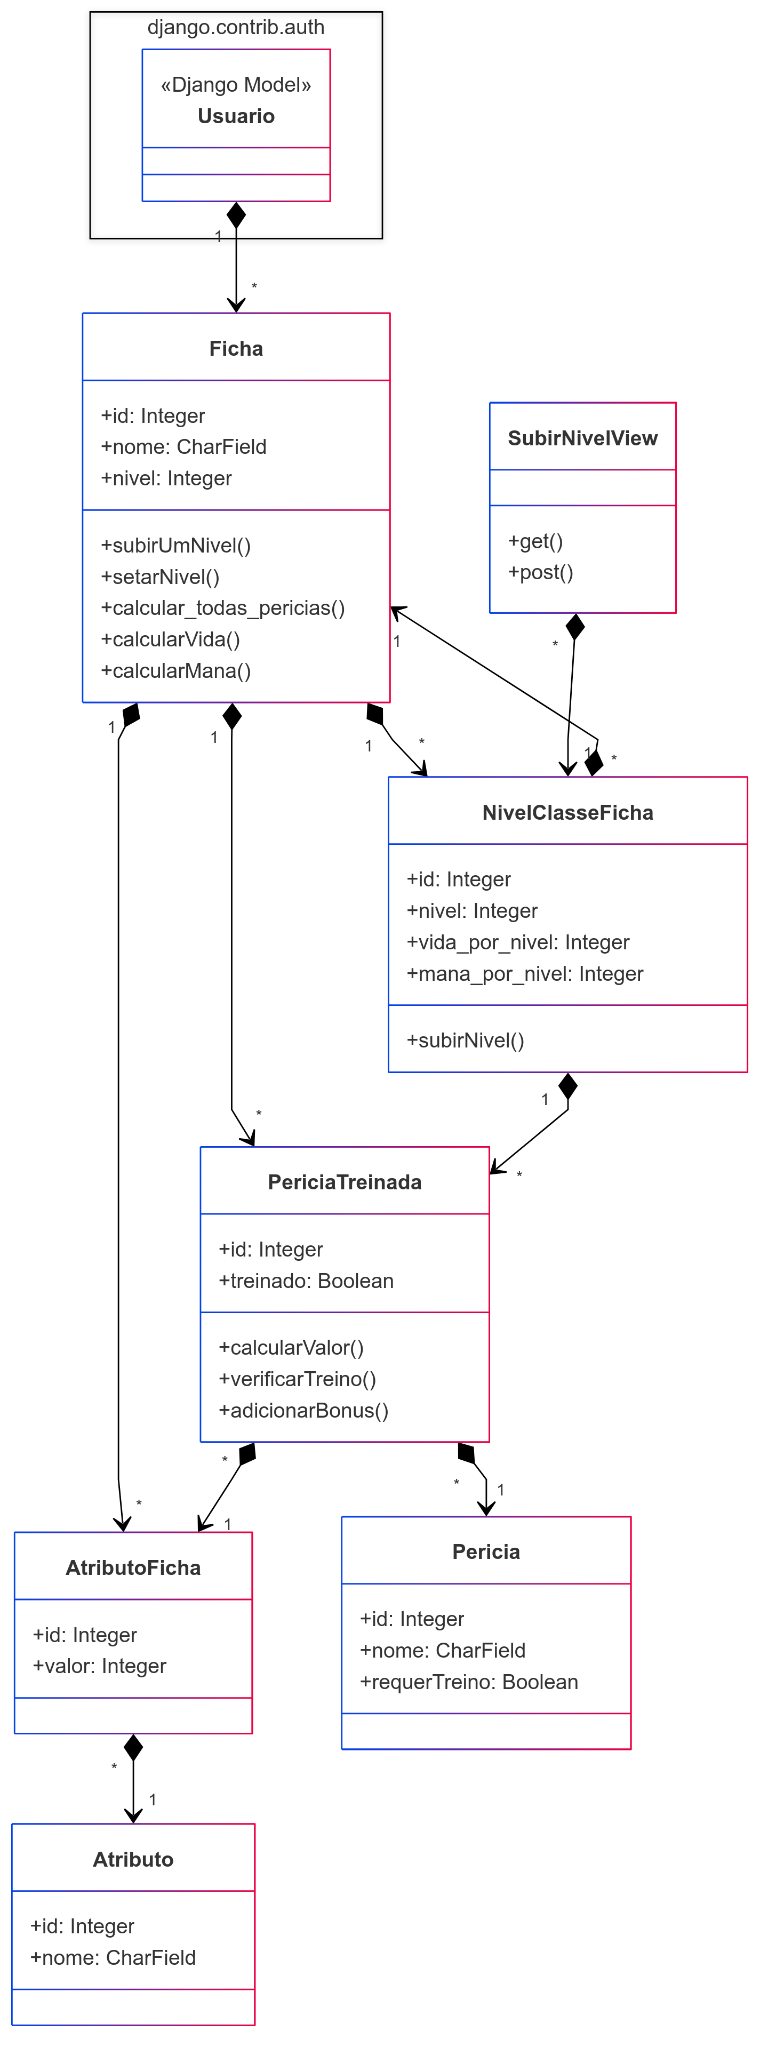 django.contrib.auth
«Django Model»
Usuario
1
*
Ficha
+id: Integer
+nome: CharField
+nivel: Integer
+subirUmNivel()
+setarNivel()
+calcular_todas_pericias()
+calcularVida()
+calcularMana()
SubirNivelView
+get()
+post()
1
*
1
1
1
*
1
*
NivelClasseFicha
+id: Integer
+nivel: Integer
+vida_por_nivel: Integer
+mana_por_nivel: Integer
+subirNivel()
1
*
*
PericiaTreinada
+id: Integer
+treinado: Boolean
+calcularValor()
+verificarTreino()
+adicionarBonus()
*
*
1
*
1
AtributoFicha
+id: Integer
+valor: Integer
Pericia
+id: Integer
+nome: CharField
+requerTreino: Boolean
*
1
Atributo
+id: Integer
+nome: CharField